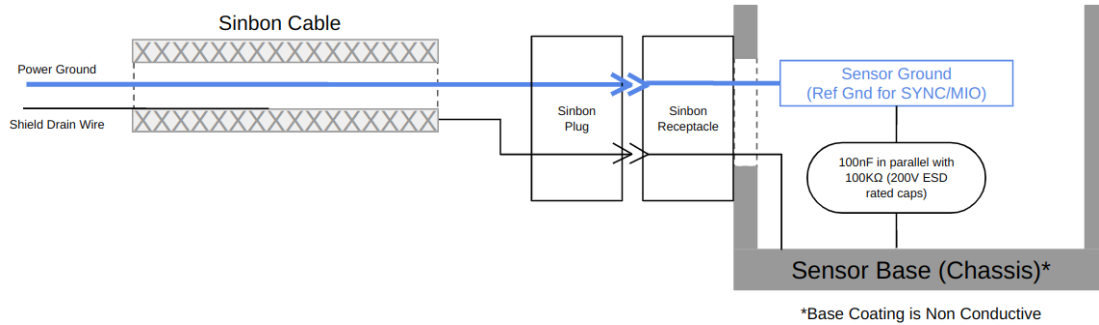 Sinbon Cable
Power Ground
Shield Drain Wire
Sinbon
Plug
Sinbon
Receptacle
Sensor Ground
(Ref Gnd for SYNC/MIO)
100nF in parallel with
100KΩ (200V ESD
rated caps)
Sensor Base (Chassis)*
*Base Coating is Non Conductive